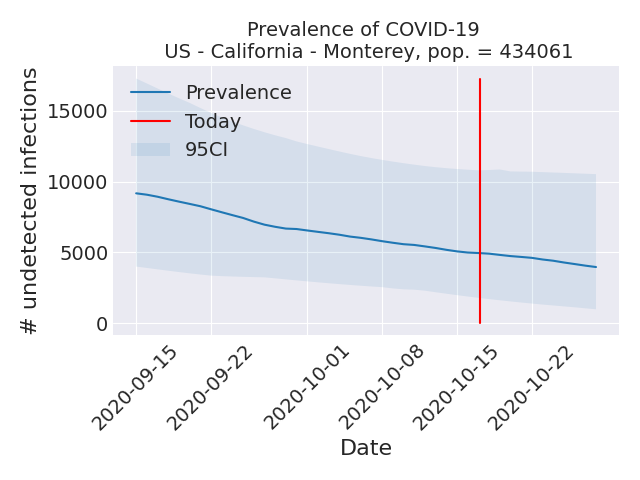 Prevalence of COVID-19
US - California - Monterey, pop. = 434061
# undetected infections
15000
10000
5000
0
Prevalence
Today
95CI
2020-09-15
2020-09-22
2020-10-01
2020-10-08
2020-10-15
2020-10-22
Date